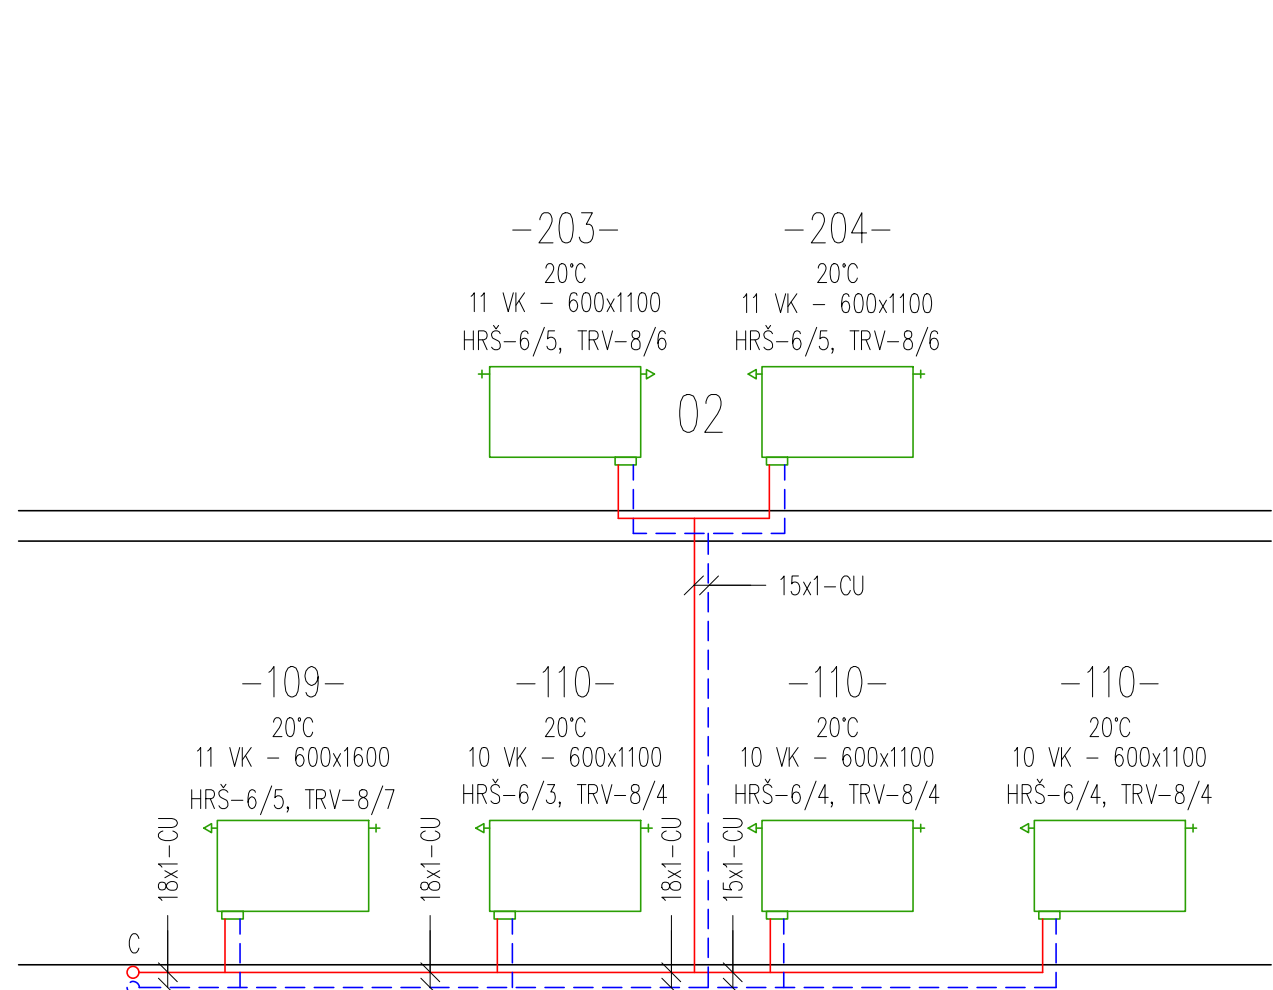 -203-
20°C
11 VK - 600x1100
HRŠ-6/5, TRV-8/6
-204-
20°C
11 VK - 600x1100
HRŠ-6/5, TRV-8/6
02
15x1-CU
-109-
20°C
11 VK - 600x1600
HRŠ-6/5, TRV-8/7
-110-
20°C
10 VK - 600x1100
HRŠ-6/3, TRV-8/4
-110-
20°C
10 VK - 600x1100
HRŠ-6/4, TRV-8/4
-110-
20°C
10 VK - 600x1100
HRŠ-6/4, TRV-8/4
18x1-CU
18x1-CU
18x1-CU
15x1-CU
C